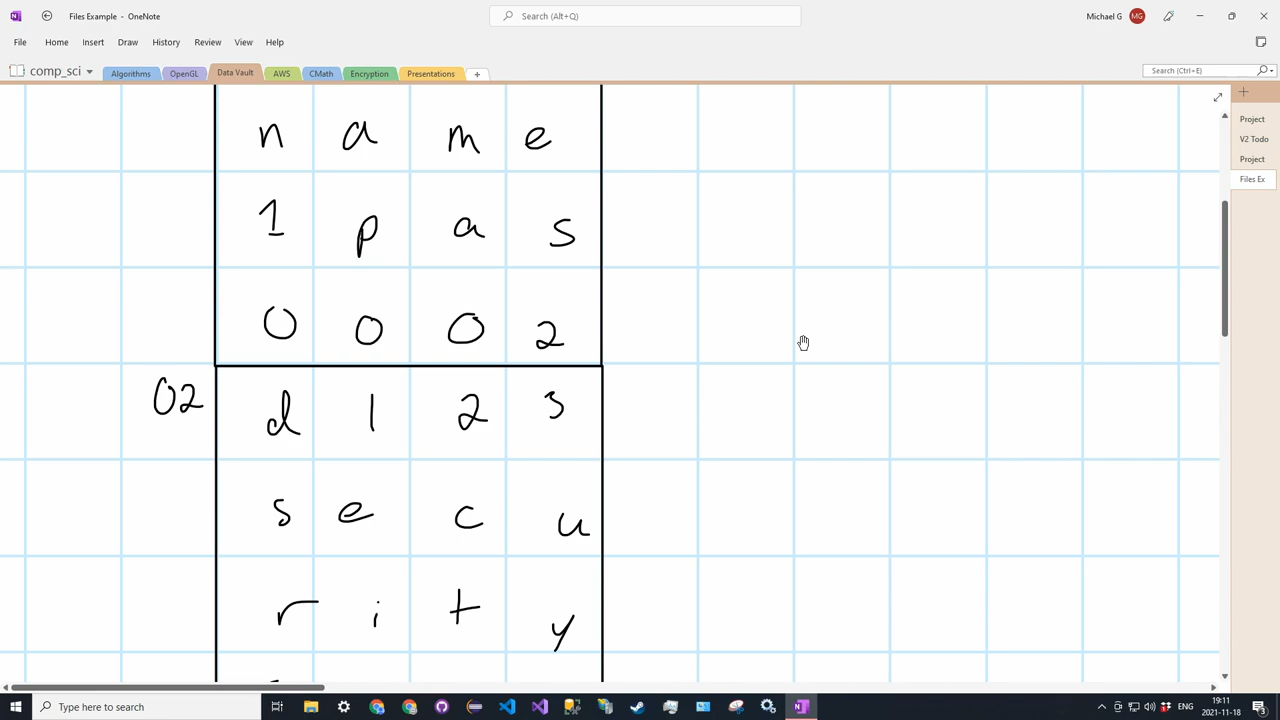 Files Example - OneNote
Search (Alt+Q)
Michael G
MG
File Home Insert Draw History Review View Help
comp_sci
Algorithms OpenGL Data Vault AWS CMath Encryption Presentations +
Search (Ctrl+E)
Project
V2 Todo
Project
Files Ex
n a m e
1 p a s
0 0 0 2
02 d 1 2 3
s e c u
r i t y
Type here to search
ENG
19:11
2021-11-18